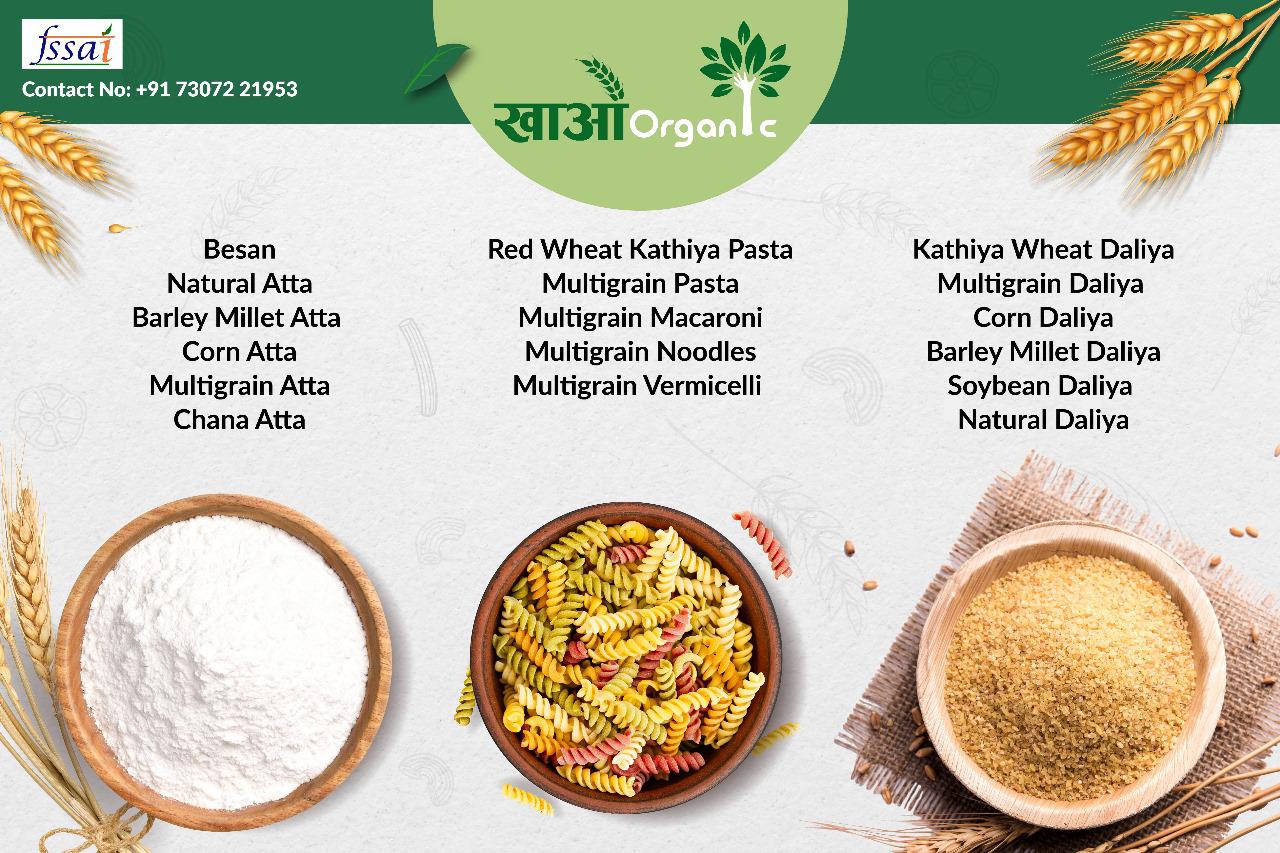 fssai
Contact No: +91 73072 21953
खाओ Organic
Besan
Natural Atta
Barley Millet Atta
Corn Atta
Multigrain Atta
Chana Atta
Red Wheat Kathiya Pasta
Multigrain Pasta
Multigrain Macaroni
Multigrain Noodles
Multigrain Vermicelli
Kathiya Wheat Daliya
Multigrain Daliya
Corn Daliya
Barley Millet Daliya
Soybean Daliya
Natural Daliya